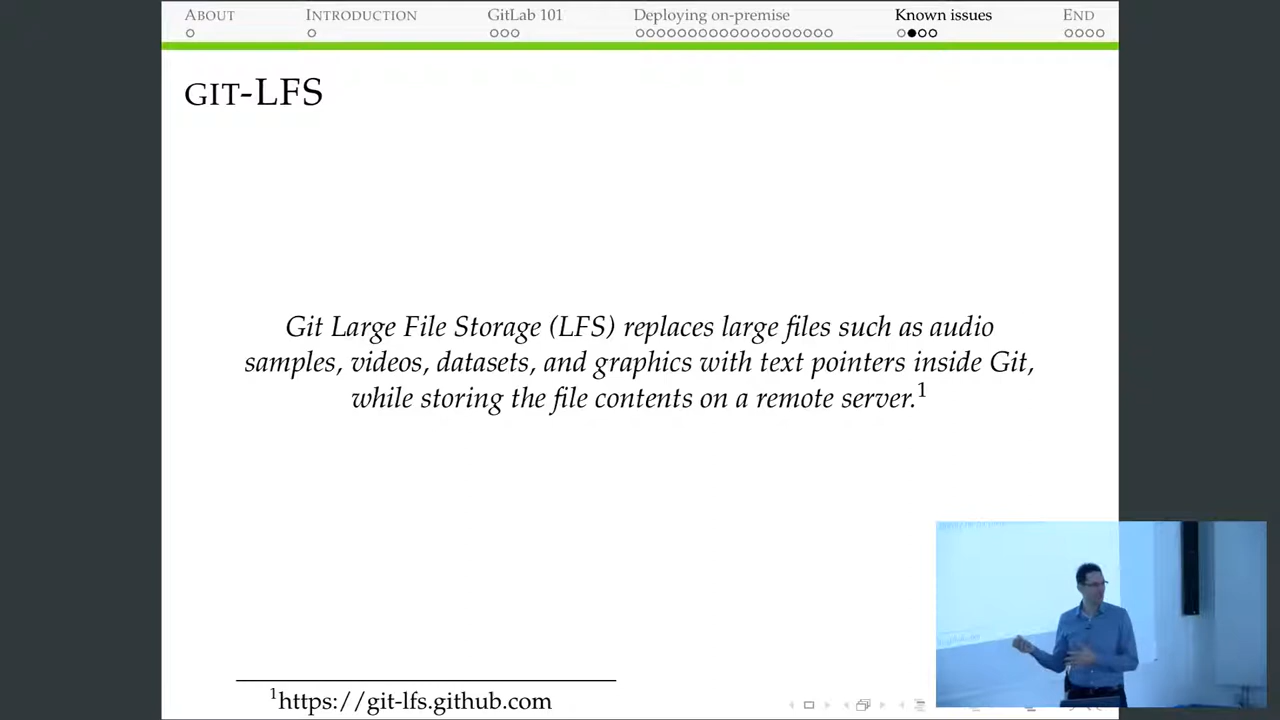 ABOUT INTRODUCTION GitLab 101 Deploying on-premise Known issues END
GIT-LFS
Git Large File Storage (LFS) replaces large files such as audio
samples, videos, datasets, and graphics with text pointers inside Git,
while storing the file contents on a remote server.1
1https://git-lfs.github.com